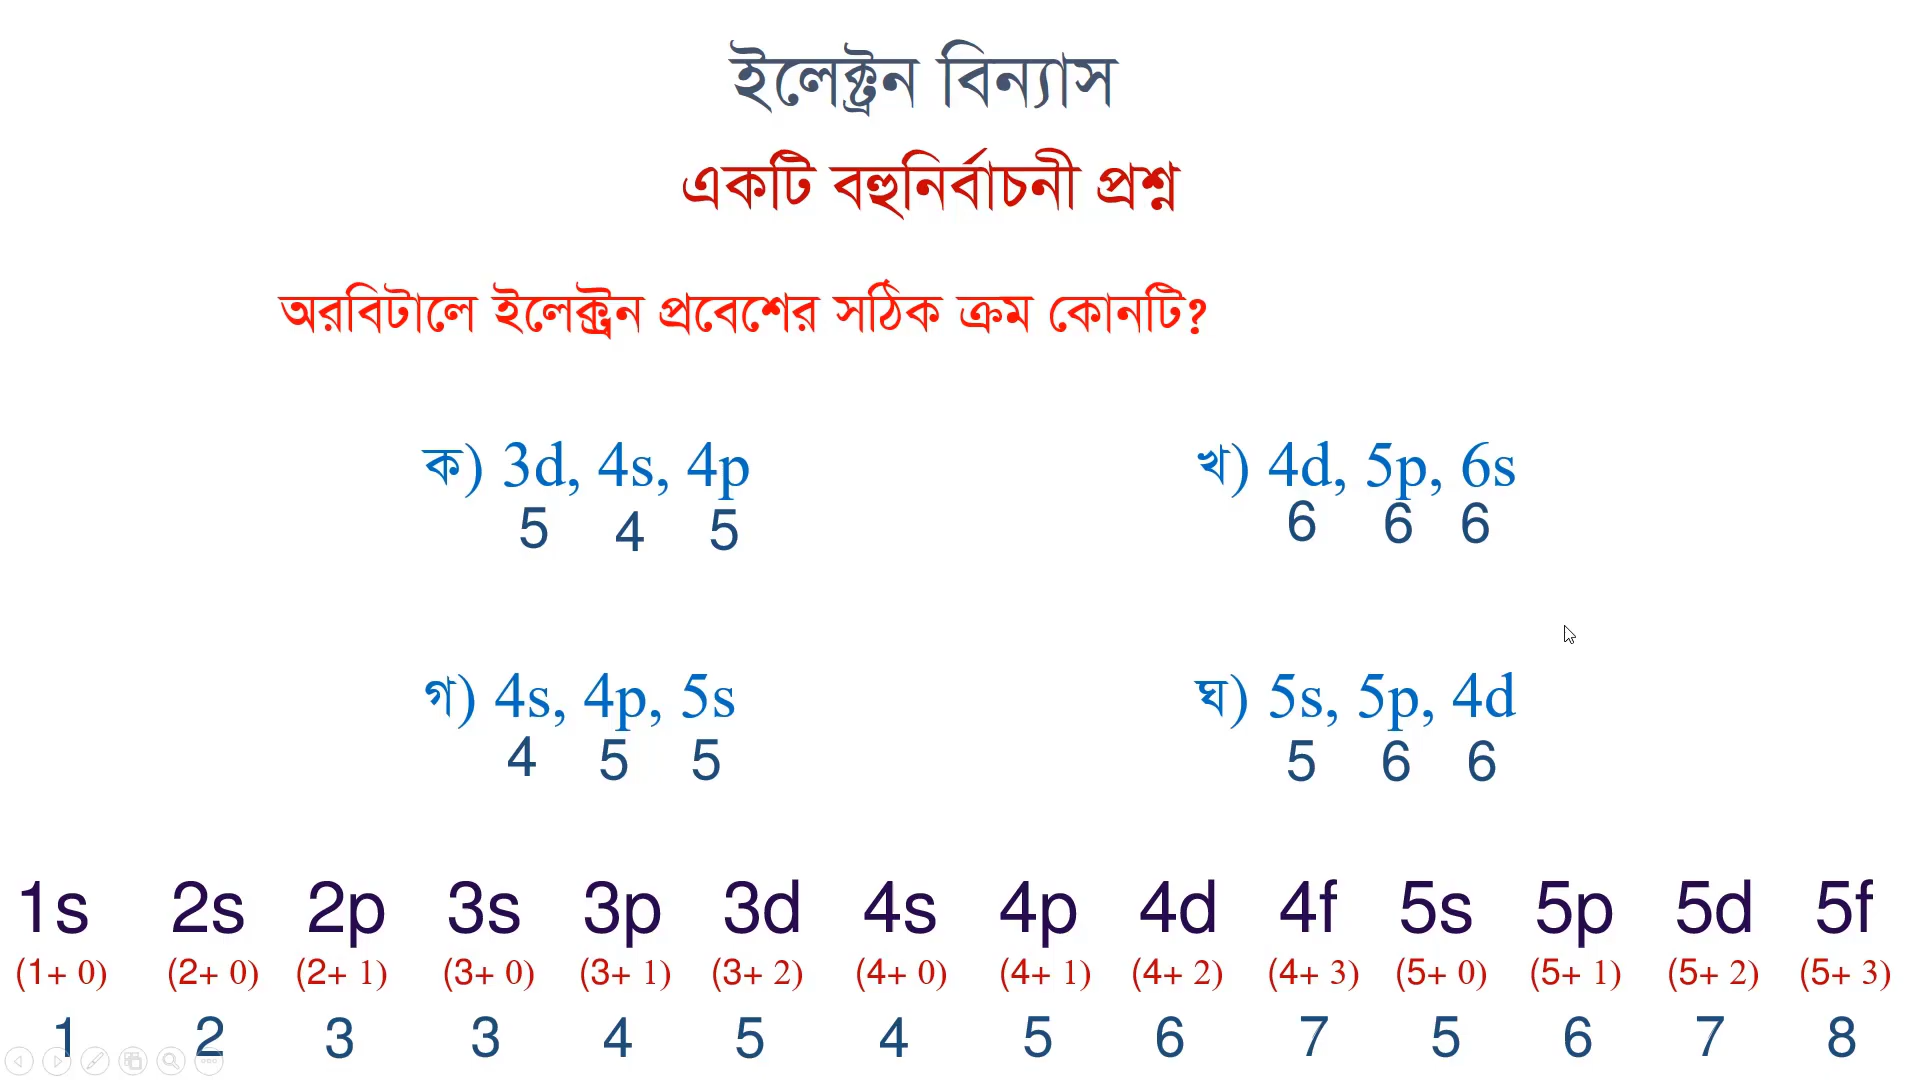 ইলেক্ট্রন বিন্যাস
একটি বহুনির্বাচনী প্রশ্ন
অরবিটালে ইলেক্ট্রন প্রবেশের সঠিক ক্রম কোনটি?
ক) 3d, 4s, 4p
5 4 5
খ) 4d, 5p, 6s
6 6 6
গ) 4s, 4p, 5s
4 5 5
ঘ) 5s, 5p, 4d
5 6 6
1s 2s 2p 3s 3p 3d 4s 4p 4d 4f 5s 5p 5d 5f
(1+ 0) (2+ 0) (2+ 1) (3+ 0) (3+ 1) (3+ 2) (4+ 0) (4+ 1) (4+ 2) (4+ 3) (5+ 0) (5+ 1) (5+ 2) (5+ 3)
1 2 3 3 4 5 4 5 6 7 5 6 7 8